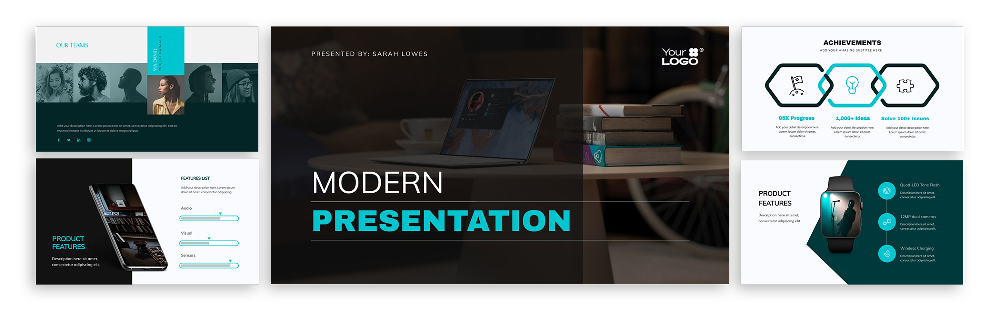 OUR TEAMS
MIA DANIEL
PROJECT MANAGER
Add your description here. Lorem ipsum dolor sit amet, consectetur adipiscing elit, sed do
eiusmod tempor incididunt ut labore et dolore magna aliqua.
PRODUCT
FEATURES
Description here sit amet,
consectetur adipiscing elit.
FEATURES LIST
Add your description here. Lorem ipsum
dolor sit amet, consectetur adipiscing.
Audio
Visual
Sensors
PRESENTED BY: SARAH LOWES
Your ®
LOGO
MODERN
PRESENTATION
ACHIEVEMENTS
ADD YOUR AMAZING SUBTITLE HERE
95X Progress
Add your detail description here.
Lorem ipsum dolor sit amet,
consectetur.
1,000+ Ideas
Add your detail description here.
Lorem ipsum dolor sit amet,
consectetur.
Solve 100+ Issues
Add your detail description here.
Lorem ipsum dolor sit amet,
consectetur.
PRODUCT
FEATURES
Description here sit amet,
consectetur adipiscing elit.
Quad-LED Tone Flash
Description here sit amet,
consectetur adipiscing elit.
12MP dual cameras
Description here sit amet,
consectetur adipiscing elit.
Wireless Charging
Description here sit amet,
consectetur adipiscing elit.